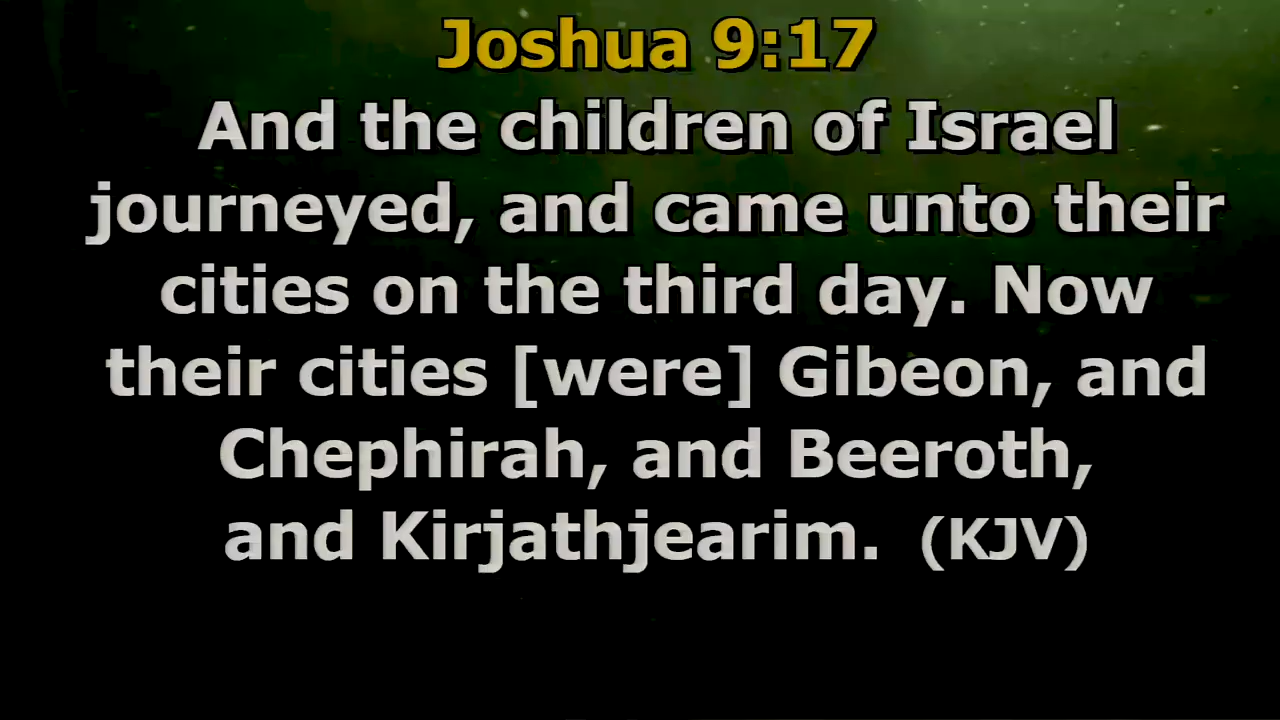 Joshua 9:17
And the children of Israel
journeyed, and came unto their
cities on the third day. Now
their cities [were] Gibeon, and
Chephirah, and Beeroth,
and Kirjathjearim. (KJV)